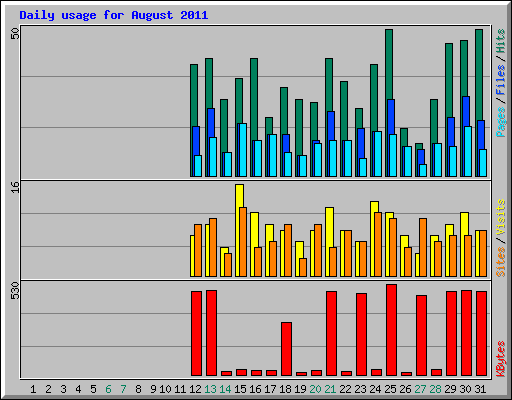 Daily usage for August 2011
50
Pages / Files / Hits
16
Sites / Visits
530
KBytes
1 2 3 4 5 6 7 8 9 10 11 12 13 14 15 16 17 18 19 20 21 22 23 24 25 26 27 28 29 30 31